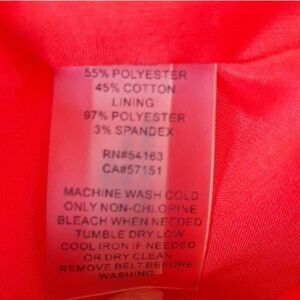 55% POLYESTER
45% COTTON
LINING:
97% POLYESTER
3% SPANDEX
RN#54163
CA#57151
MACHINE WASH COLD
ONLY NON-CHLORINE
BLEACH WHEN NEEDED
TUMBLE DRY LOW
COOL IRON IF NEEDED
OR DRY CLEAN
REMOVE BELT BEFORE
WASHING